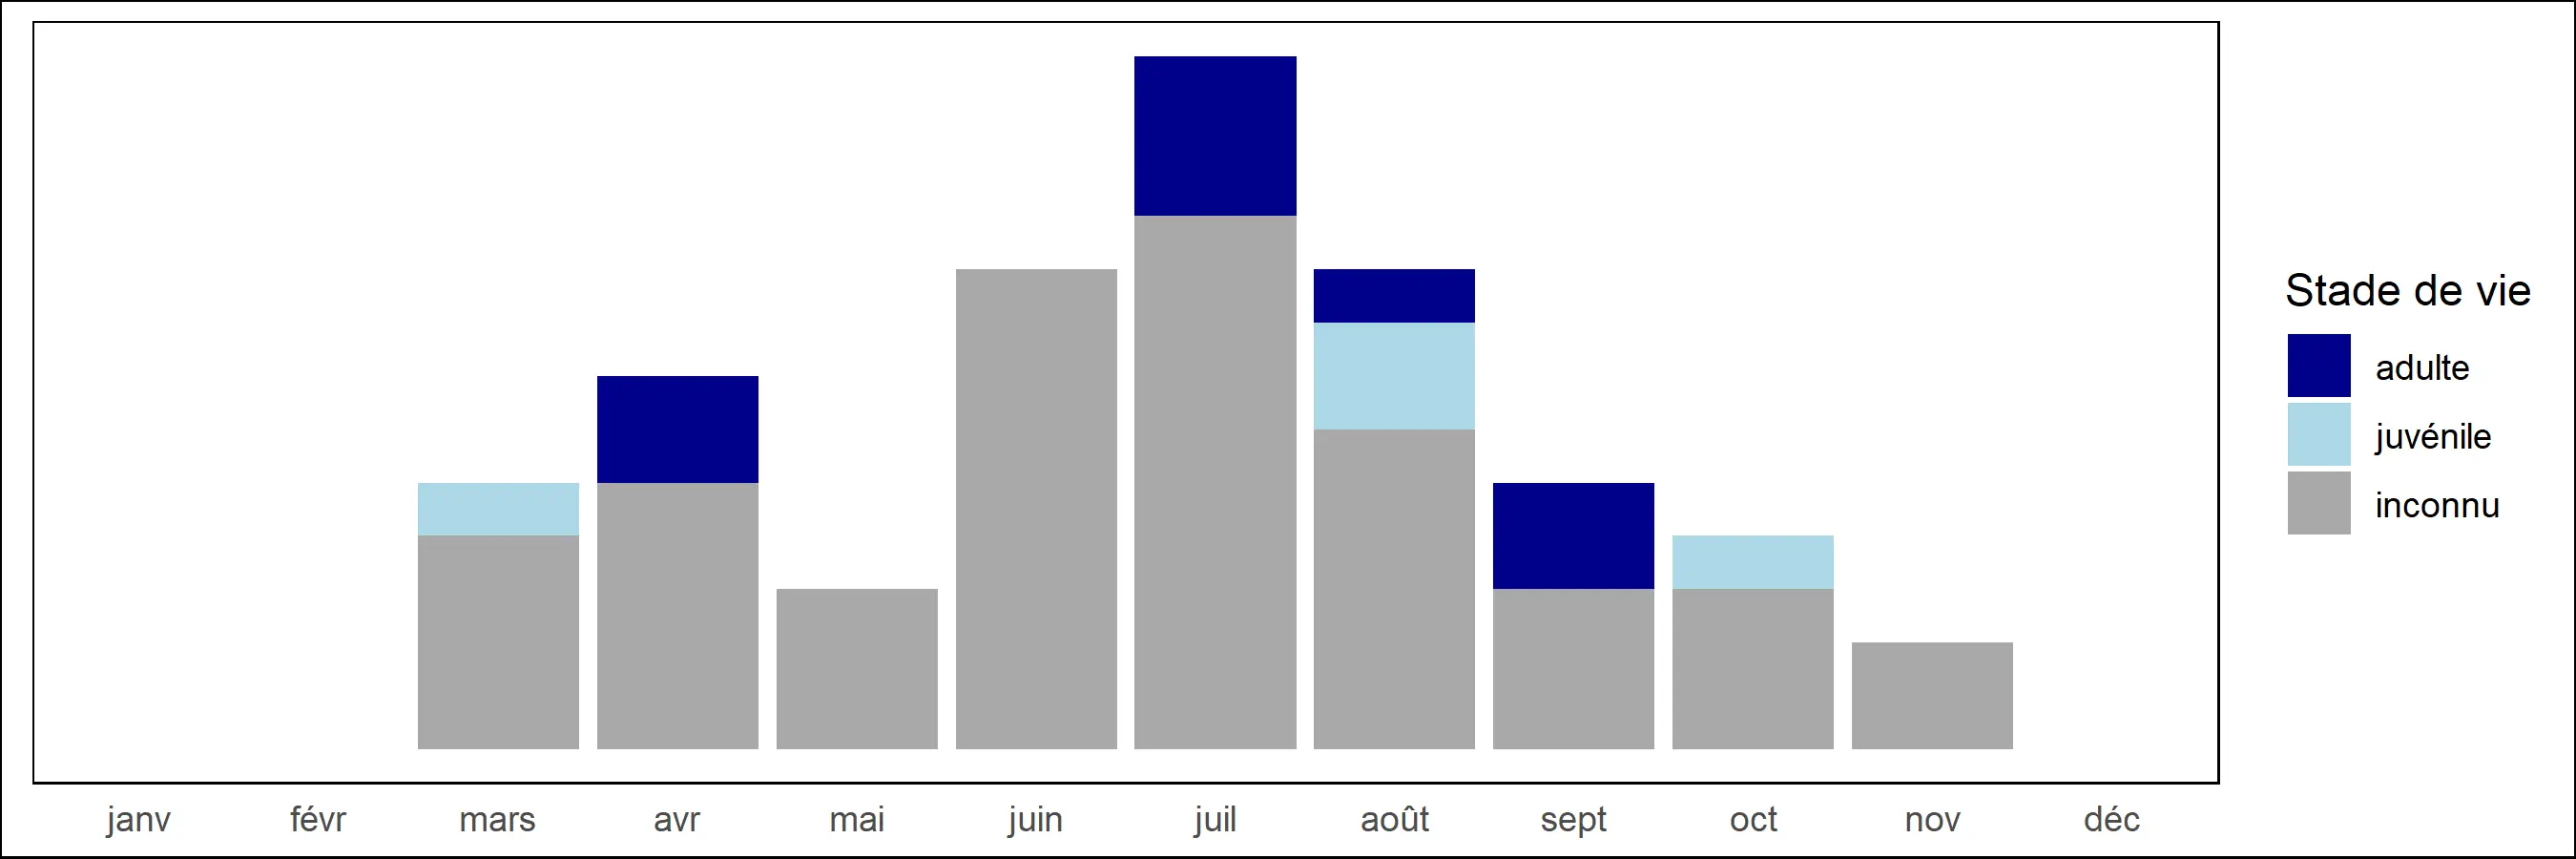 Stade de vie
adulte
juvénile
inconnu
janv févr mars avr mai juin juil août sept oct nov déc